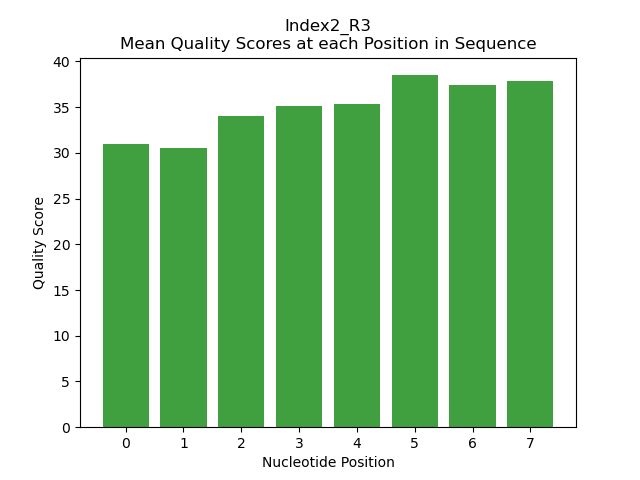 Index2_R3
Mean Quality Scores at each Position in Sequence
40
35
30
25
20
15
10
5
0
Quality Score
0 1 2 3 4 5 6 7
Nucleotide Position